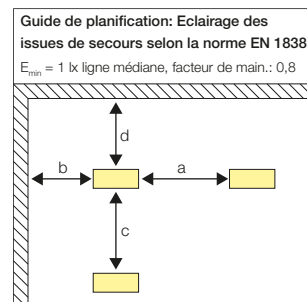 Guide de planification: Eclairage des
issues de secours selon la norme EN 1838
Emin = 1 lx ligne médiane, facteur de main.: 0,8
d
b a
c